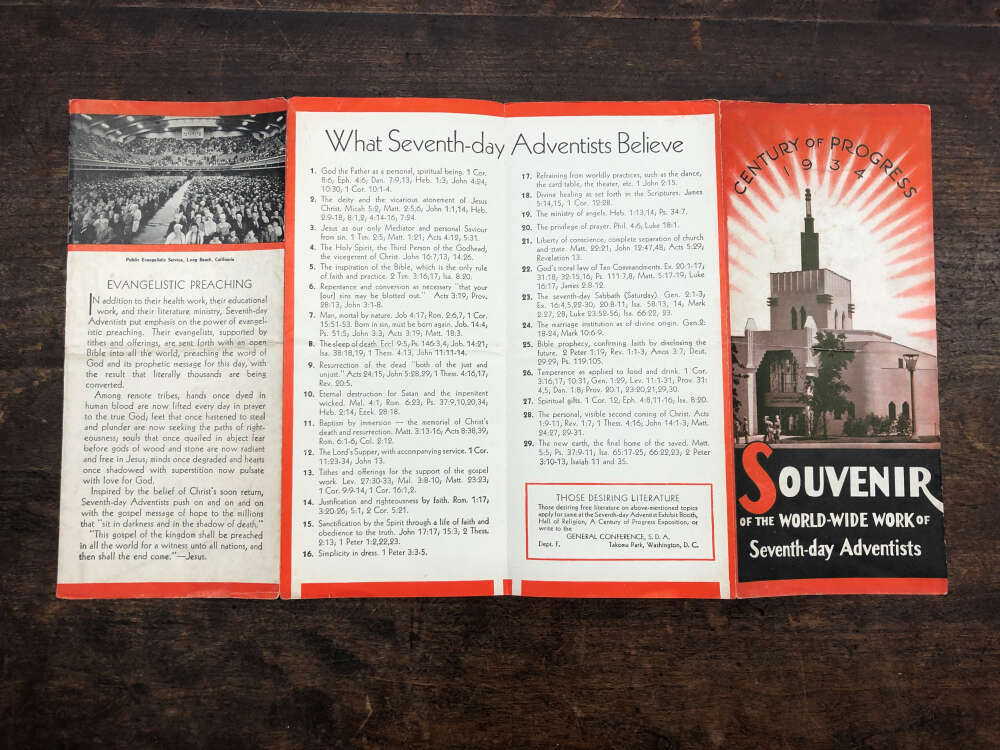 Public Evangelistic Service, Long Beach, California
EVANGELISTIC PREACHING
IN addition to their health work, their educational
work, and their literature ministry, Seventh-day
Adventists put emphasis on the power of evangel-
istic preaching. Their evangelists, supported by
tithes and offerings, are sent forth with an open
Bible into all the world, preaching the word of
God and its prophetic message for this day, with
the result that literally thousands are being
converted.
Among remote tribes, hands once dyed in
human blood are now lifted every day in prayer
to the true God; feet that once hastened to steal
and plunder are now seeking the paths of right-
eousness; souls that once quailed in abject fear
before gods of wood and stone are now radiant
and free in Jesus; minds once degraded and hearts
once shadowed with superstition now pulsate
with love for God.
Inspired by the belief of Christ's soon return,
Seventh-day Adventists push on and on and on
with the gospel message of hope to the millions
that "sit in darkness and in the shadow of death."
"This gospel of the kingdom shall be preached
in all the world for a witness unto all nations, and
then shall the end come."—Jesus.
What Seventh-day Adventists Believe
1. God the Father as a personal, spiritual being. 1 Cor.
8:6; Eph. 4:6; Dan. 7:9,13, Heb. 1:3; John 4:24,
10:30, 1 Cor. 10:1-4.
2. The deity and the vicarious atonement of Jesus
Christ. Micah 5:2, Matt. 2:5,6, John 1:1,14; Heb.
2:9-18, 8:1,2, 4:14-16, 7:24.
3. Jesus as our only Mediator and personal Saviour
from sin. 1 Tim. 2:5; Matt. 1:21; Acts 4:12, 5:31.
4. The Holy Spirit, the Third Person of the Godhead,
the vicegerent of Christ. John 16:7,13, 14:26.
5. The inspiration of the Bible, which is the only rule
of faith and practice. 2 Tim. 3:16,17; Isa. 8:20.
6. Repentance and conversion as necessary "that your
[our] sins may be blotted out." Acts 3:19; Prov.
28:13, John 3:1-8.
7. Man, mortal by nature. Job 4:17; Rom. 2:6,7, 1 Cor.
15:51-53. Born in sin, must be born again. Job. 14:4;
Ps. 51:5; John 3:3, Acts 3:19, Matt. 18:3.
8. The sleep of death. Eccl. 9:5, Ps. 146:3,4, Job. 14:21;
Isa. 38:18,19, 1 Thess. 4:13, John 11:11-14.
9. Resurrection of the dead "both of the just and
unjust." Acts 24:15, John 5:28,29; 1 Thess. 4:16,17;
Rev. 20:5.
10. Eternal destruction for Satan and the impenitent
wicked. Mal. 4:1, Rom. 6:23; Ps. 37:9,10,20,34;
Heb. 2:14; Ezek. 28:18.
11. Baptism by immersion — the memorial of Christ's
death and resurrection. Matt. 3:13-16; Acts 8:38,39;
Rom. 6:1-6, Col. 2:12.
12. The Lord's Supper, with accompanying service. 1 Cor.
11:23-34, John 13.
13. Tithes and offerings for the support of the gospel
work. Lev. 27:30-33, Mal. 3:8-10, Matt. 23:23,
1 Cor. 9:9-14, 1 Cor. 16:1,2.
14. Justification and righteousness by faith. Rom. 1:17,
3:20-26, 5:1, 2 Cor. 5:21.
15. Sanctification by the Spirit through a life of faith and
obedience to the truth. John 17:17, 15:3, 2 Thess.
2:13, 1 Peter 1:2,22,23.
16. Simplicity in dress. 1 Peter 3:3-5.
17. Refraining from worldly practices, such as the dance,
the card table, the theater, etc. 1 John 2:15.
18. Divine healing as set forth in the Scriptures. James
5:14,15, 1 Cor. 12:28.
19. The ministry of angels. Heb. 1:13,14, Ps. 34:7.
20. The privilege of prayer. Phil. 4:6, Luke 18:1.
21. Liberty of conscience, complete separation of church
and state. Matt. 22:21; John 12:47,48; Acts 5:29;
Revelation 13.
22. God's moral law of Ten Commandments. Ex. 20:1-17;
31:18; 32:15,16, Ps. 111:7,8, Matt. 5:17-19; Luke
16:17; James 2:8-12.
23. The seventh-day Sabbath (Saturday). Gen. 2:1-3,
Ex. 16:4,5,22-30, 20:8-11; Isa. 58:13, 14; Mark
2:27, 28, Luke 23:52-56, Isa. 66:22, 23.
24. The marriage institution as of divine origin. Gen. 2:
18-24, Mark 10:6-9.
25. Bible prophecy, confirming faith by disclosing the
future. 2 Peter 1:19, Rev. 1:1-3, Amos 3:7; Deut.
29:29; Ps. 119:105.
26. Temperance as applied to food and drink. 1 Cor.
3:16,17, 10:31, Gen. 1:29, Lev. 11:1-31, Prov. 31:
4,5, Dan. 1:8, Prov. 20:1, 23:20,21,29,30.
27. Spiritual gifts. 1 Cor. 12, Eph. 4:8,11-16; Isa. 8:20.
28. The personal, visible second coming of Christ. Acts
1:9-11, Rev. 1:7, 1 Thess. 4:16; John 14:1-3; Matt.
24:27, 29-31.
29. The new earth, the final home of the saved. Matt.
5:5, Ps. 37:9-11, Isa. 65:17-25, 66:22,23, 2 Peter
3:10-13, Isaiah 11 and 35.
THOSE DESIRING LITERATURE
Those desiring free literature on above-mentioned topics
apply for same at the Seventh-day Adventist Exhibit Booth,
Hall of Religion, A Century of Progress Exposition, or
write to the
GENERAL CONFERENCE, S. D. A.
Dept. F. Takoma Park, Washington, D. C.
CENTURY OF PROGRESS
1934
SOUVENIR
OF THE WORLD-WIDE WORK OF
Seventh-day Adventists